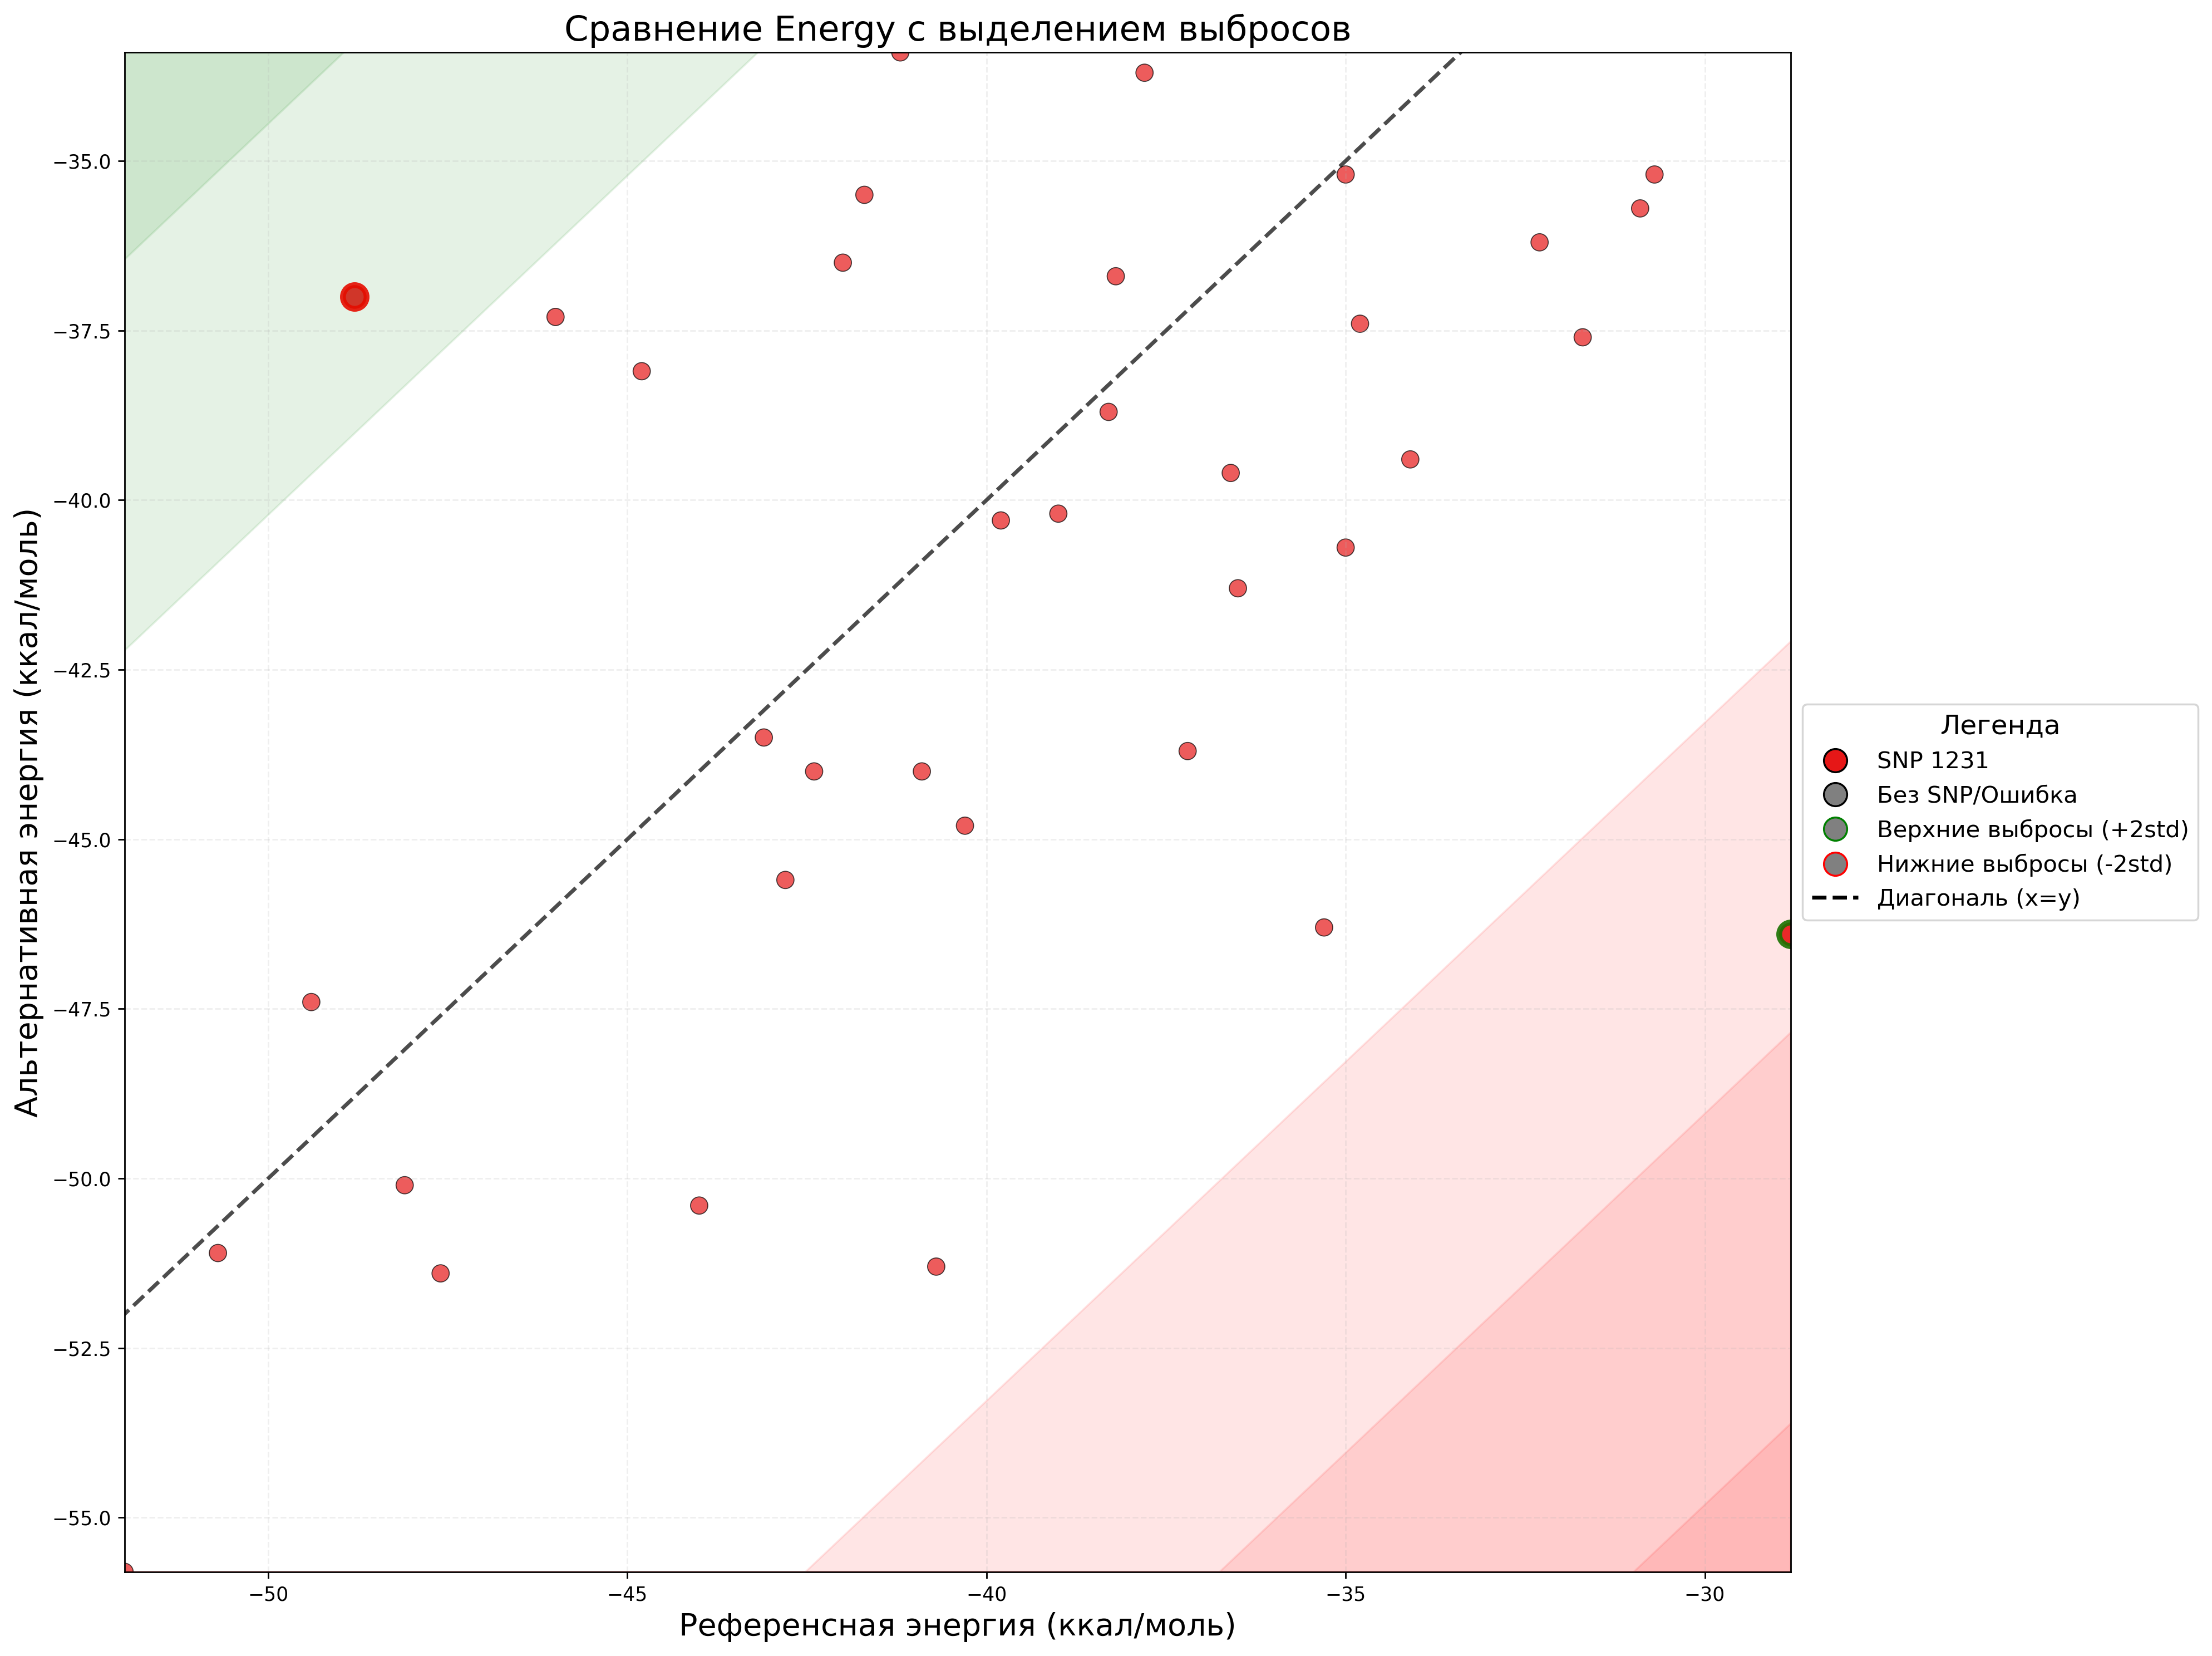 Сравнение Energy с выделением выбросов
Альтернативная энергия (ккал/моль)
−35.0
−37.5
−40.0
−42.5
−45.0
−47.5
−50.0
−52.5
−55.0
−50
−45
−40
−35
−30
Референсная энергия (ккал/моль)
Легенда
SNP 1231
Без SNP/Ошибка
Верхние выбросы (+2std)
Нижние выбросы (-2std)
Диагональ (x=y)